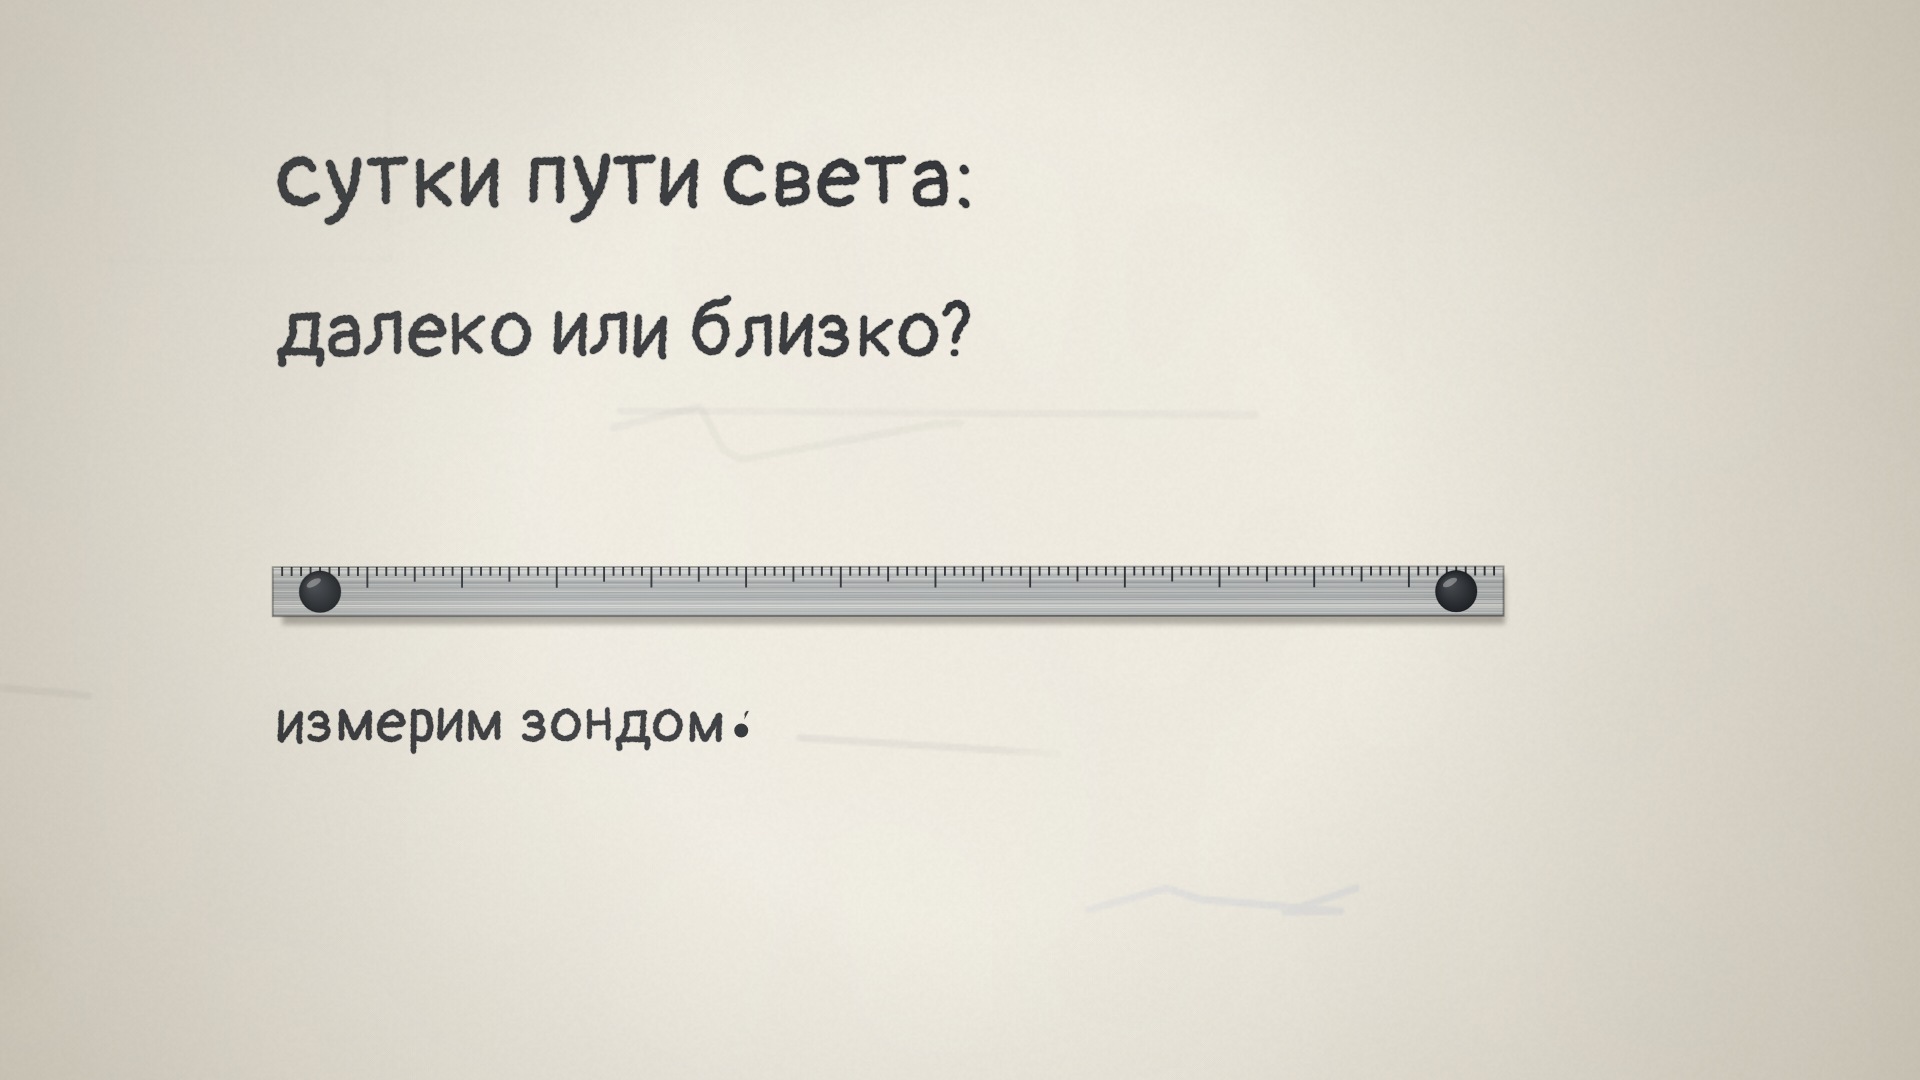 сутки пути света:
далеко или близко?
измерим зондом.